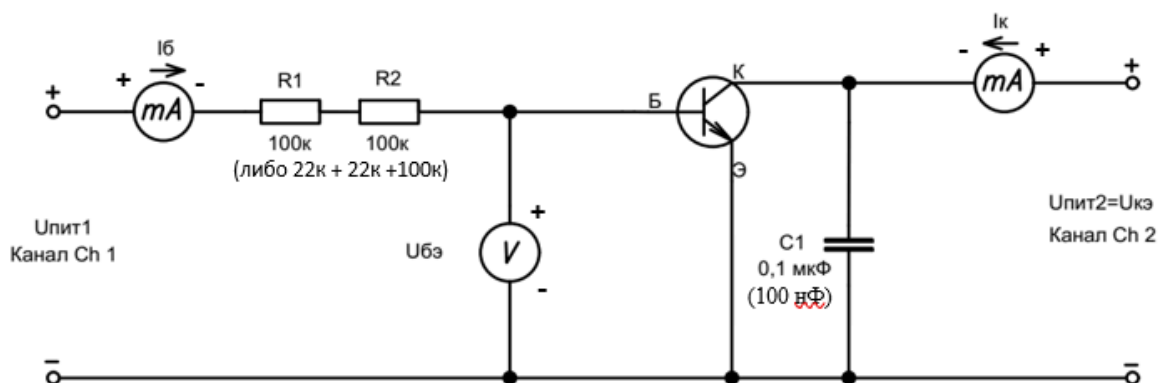 Iб
+ -
mA
R1
R2
100к
100к
(либо 22к + 22к +100к)
+
Uпит1
Канал Ch 1
-
Uбэ
+
V
-
Б
К
Э
C1
0,1 мкФ
(100 нФ)
Iк
- +
mA
+
Uпит2=Uкэ
Канал Ch 2
-